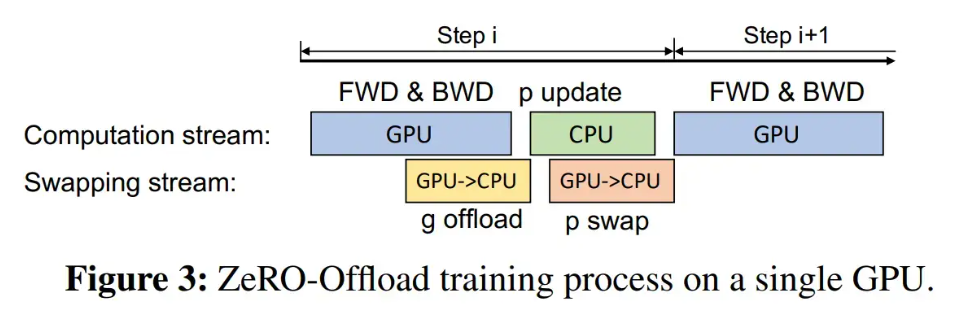 Step i Step i+1
FWD & BWD p update FWD & BWD
Computation stream: GPU CPU GPU
Swapping stream: GPU->CPU GPU->CPU
g offload p swap
Figure 3: ZeRO-Offload training process on a single GPU.